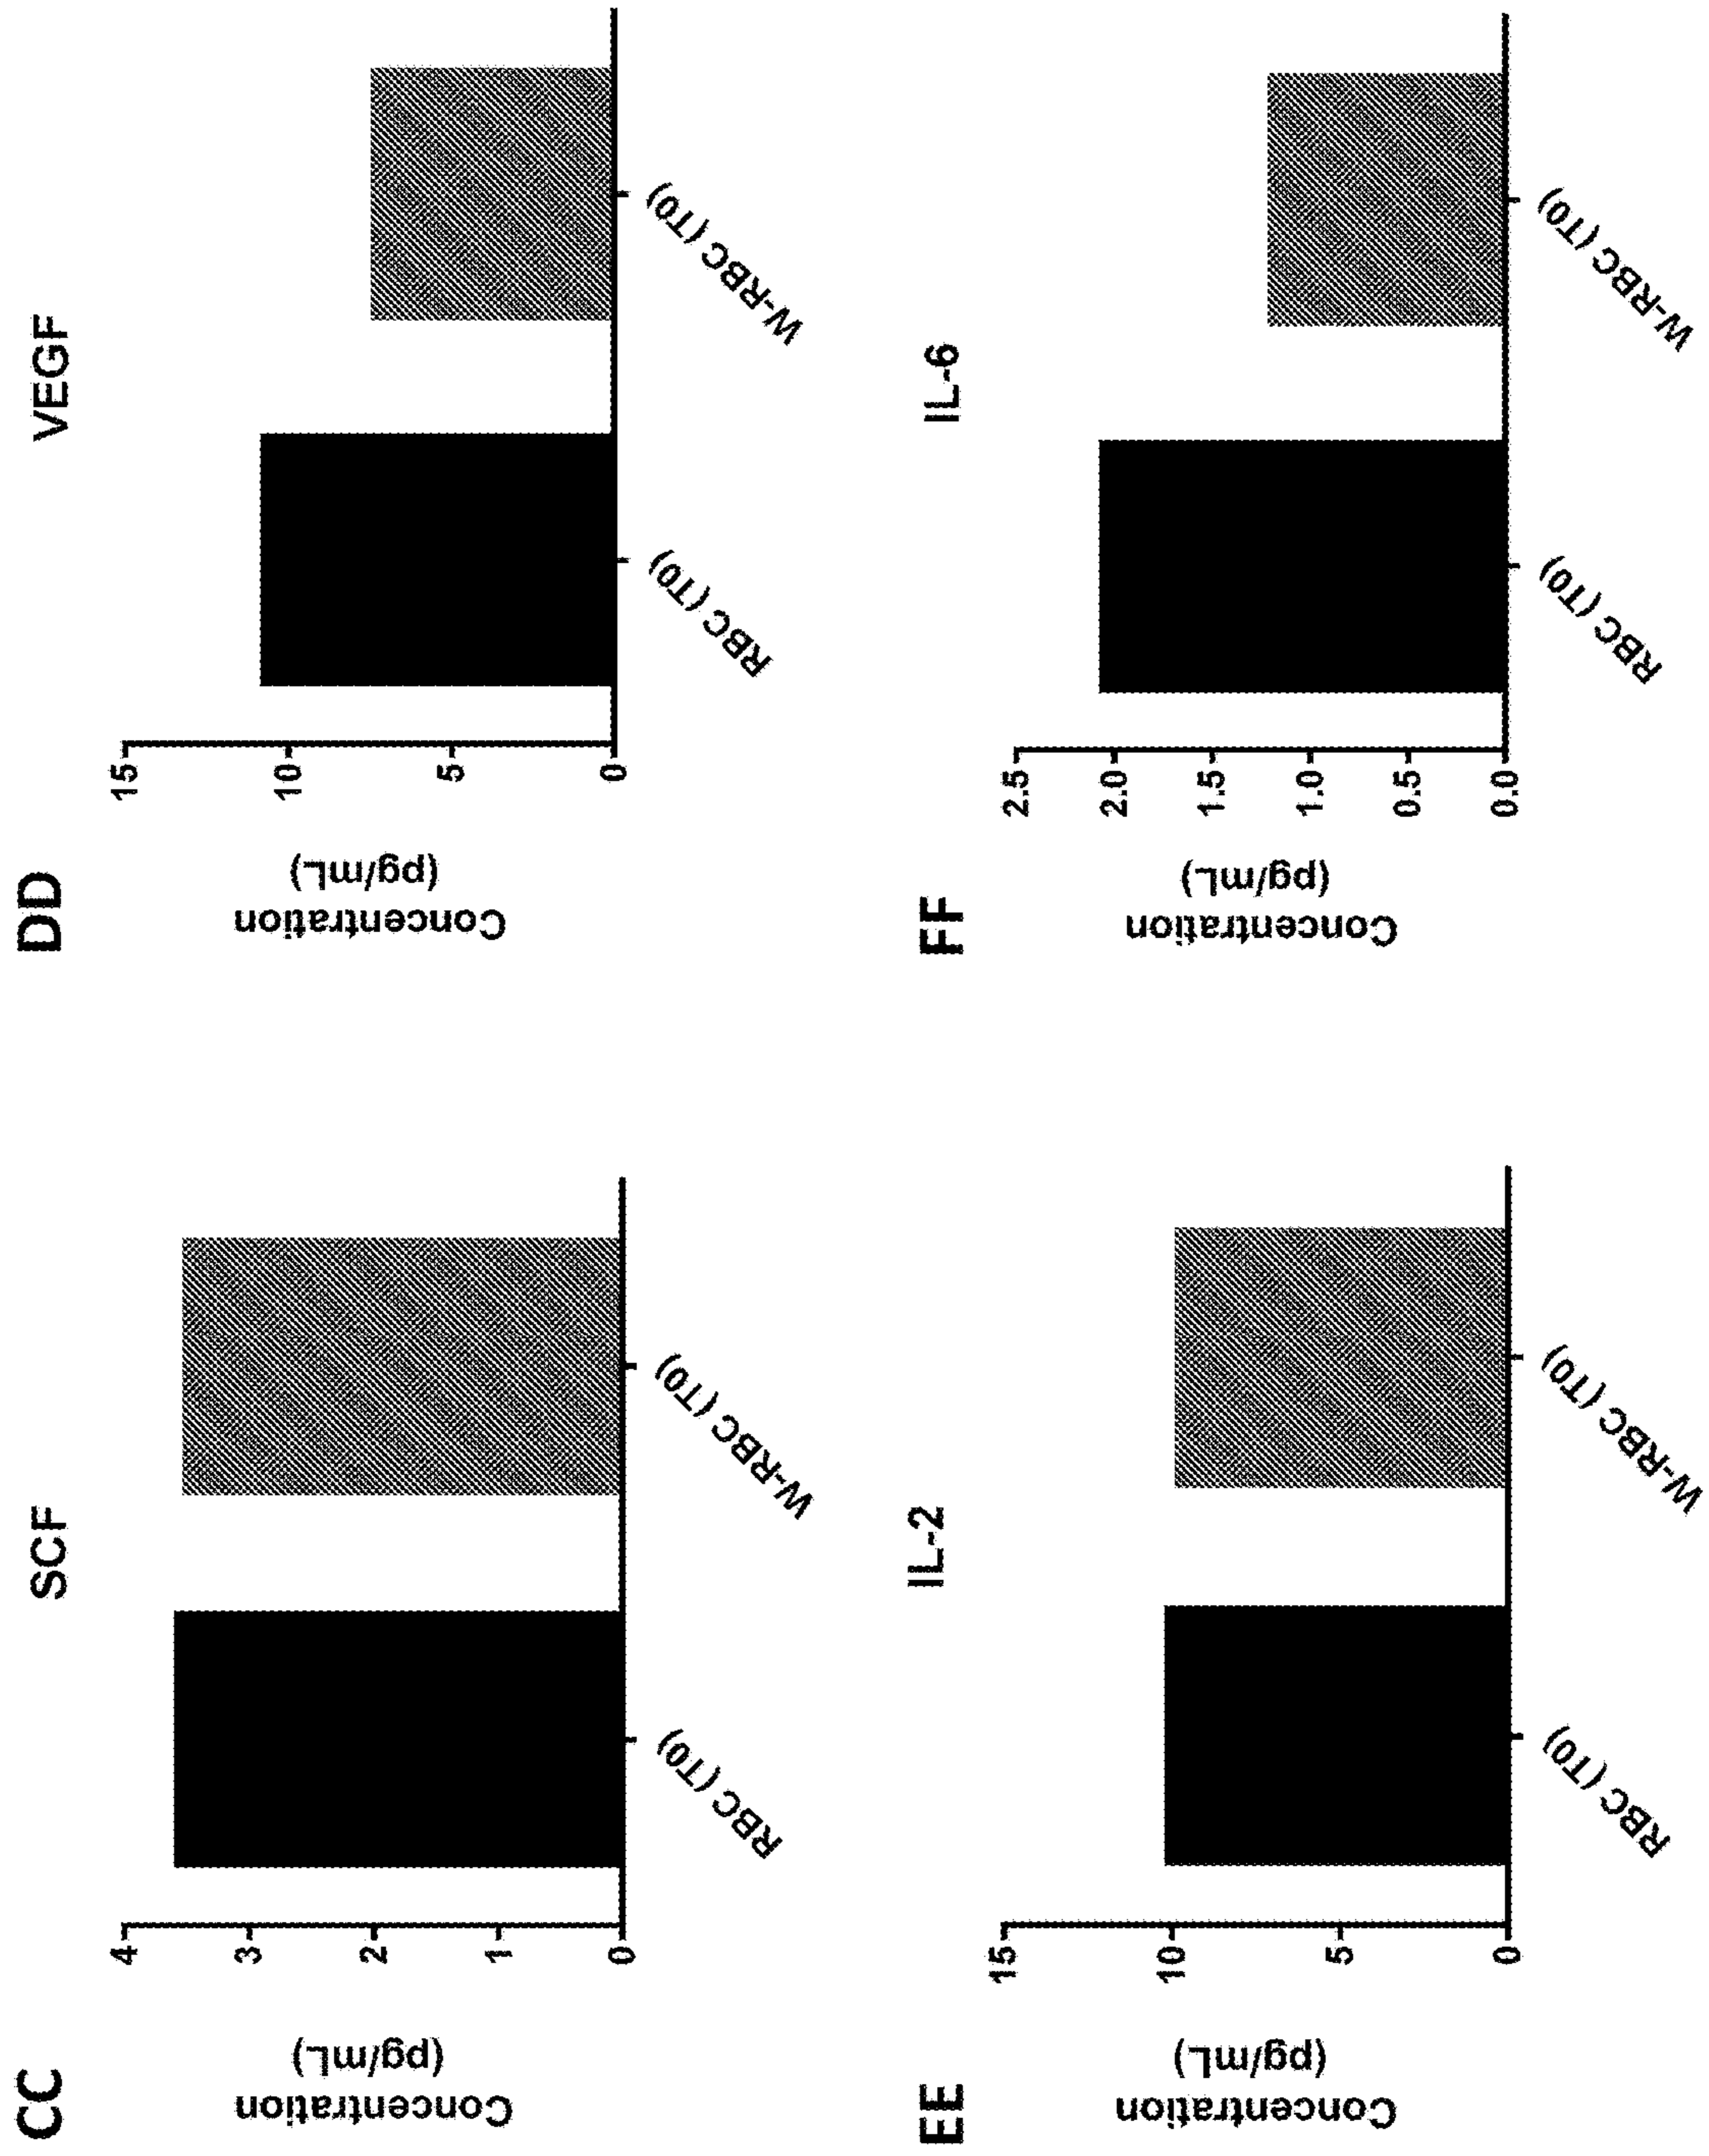 CC
SCF
Concentration
(pg/mL)
4
3
2
1
0
RBC (T0)
W-RBC (T0)
DD
VEGF
Concentration
(pg/mL)
15
10
5
0
RBC (T0)
W-RBC (T0)
EE
IL-2
Concentration
(pg/mL)
15
10
5
0
RBC (T0)
W-RBC (T0)
FF
IL-6
Concentration
(pg/mL)
2.5
2.0
1.5
1.0
0.5
0.0
RBC (T0)
W-RBC (T0)